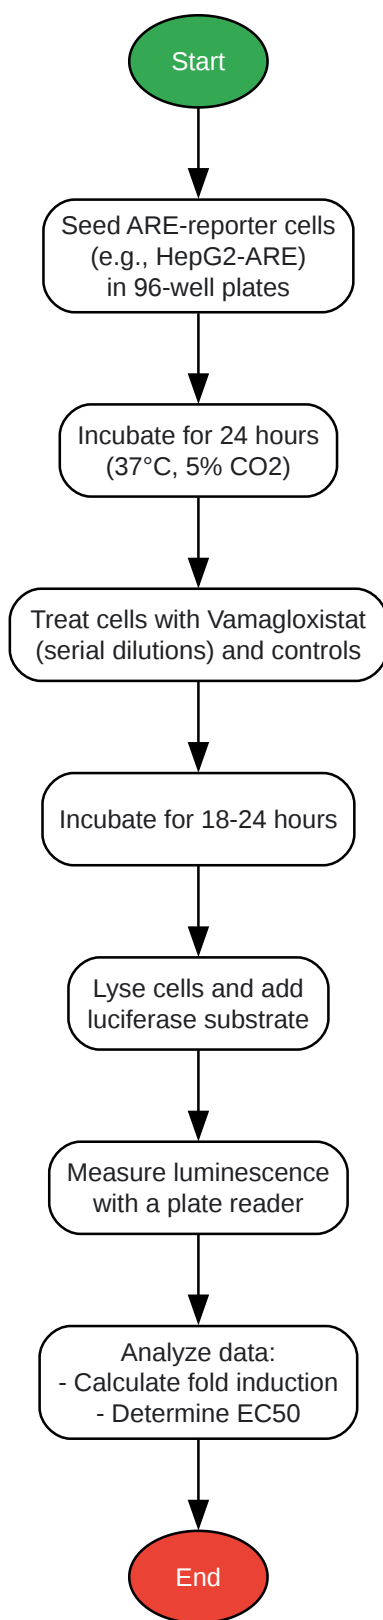 Start
Seed ARE-reporter cells
(e.g., HepG2-ARE)
in 96-well plates
Incubate for 24 hours
(37°C, 5% CO2)
Treat cells with Vamagloxistat
(serial dilutions) and controls
Incubate for 18-24 hours
Lyse cells and add
luciferase substrate
Measure luminescence
with a plate reader
Analyze data:
- Calculate fold induction
- Determine EC50
End